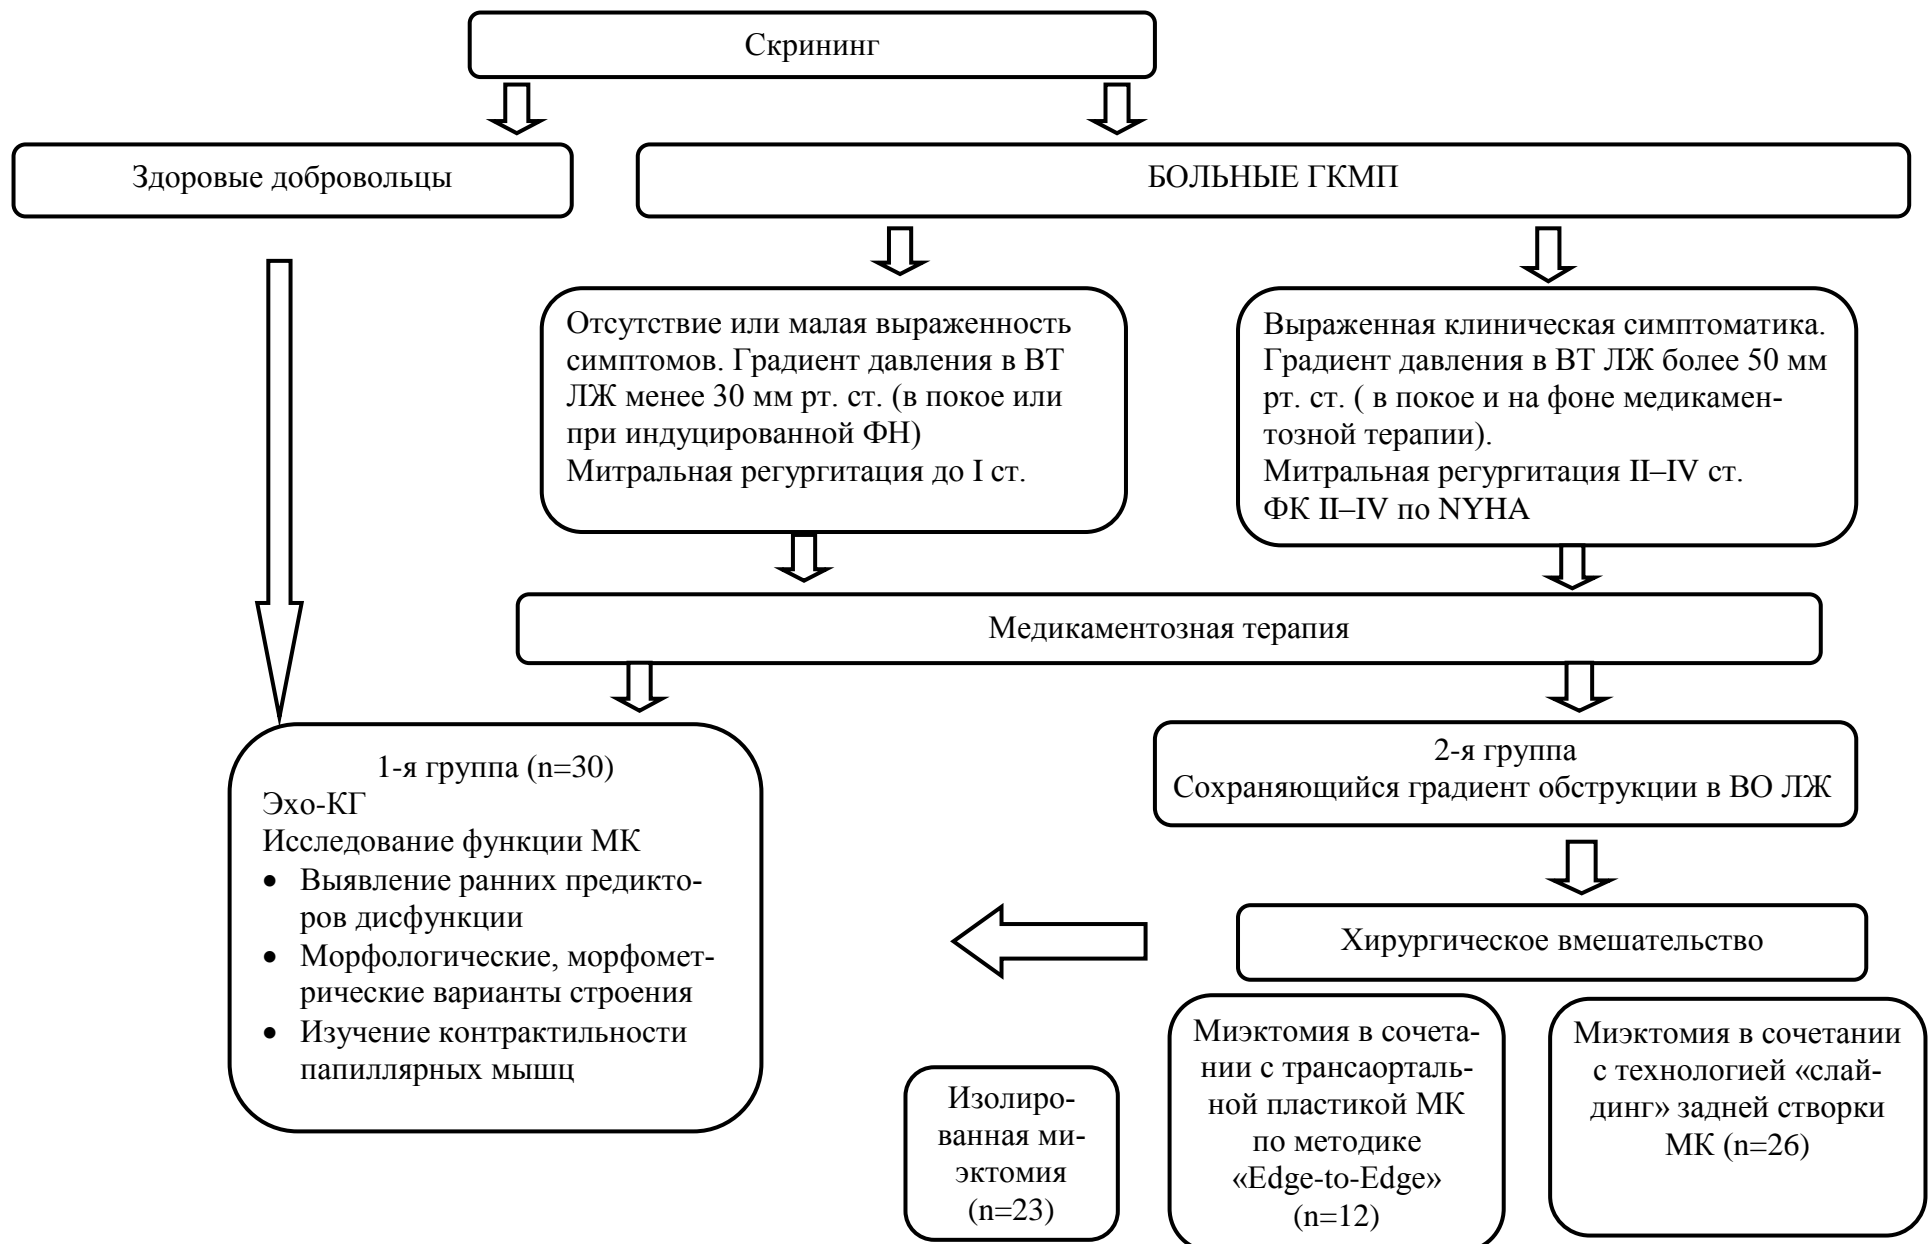 Скрининг
Здоровые добровольцы
БОЛЬНЫЕ ГКМП
Отсутствие или малая выраженность
симптомов. Градиент давления в ВТ
ЛЖ менее 30 мм рт. ст. (в покое или
при индуцированной ФН)
Митральная регургитация до I ст.
Выраженная клиническая симптоматика.
Градиент давления в ВТ ЛЖ более 50 мм
рт. ст. ( в покое и на фоне медикамен-
тозной терапии).
Митральная регургитация II–IV ст.
ФК II–IV по NYHA
Медикаментозная терапия
1-я группа (n=30)
Эхо-КГ
Исследование функции МК
• Выявление ранних предикто-
ров дисфункции
• Морфологические, морфомет-
рические варианты строения
• Изучение контрактильности
папиллярных мышц
2-я группа
Сохраняющийся градиент обструкции в ВО ЛЖ
Хирургическое вмешательство
Изолиро-
ванная ми-
эктомия
(n=23)
Миэктомия в сочета-
нии с трансаорталь-
ной пластикой МК
по методике
«Edge-to-Edge»
(n=12)
Миэктомия в сочетании
с технологией «слай-
динг» задней створки
МК (n=26)